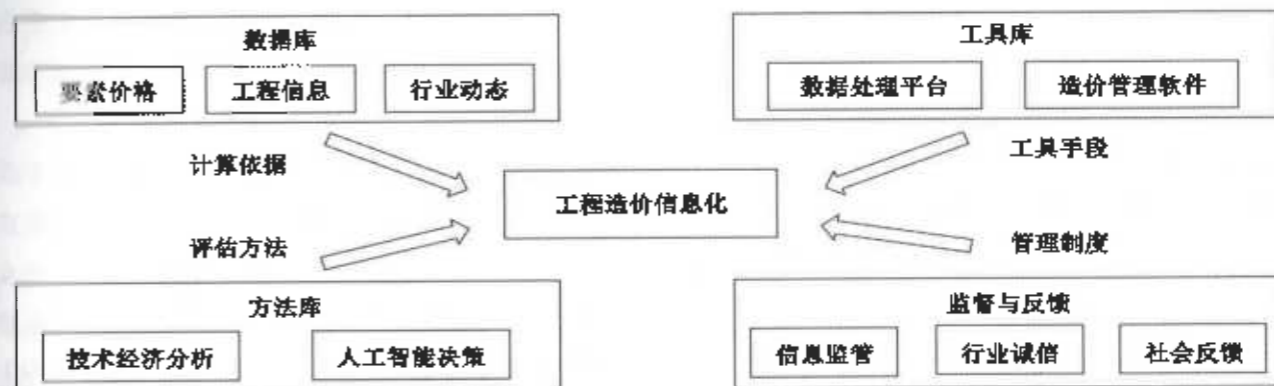 数据库
要素价格 工程信息 行业动态
工具库
数据处理平台 造价管理软件
计算依据
工具手段
工程造价信息化
评估方法
管理制度
方法库
技术经济分析 人工智能决策
监督与反馈
信息监管 行业诚信 社会反馈